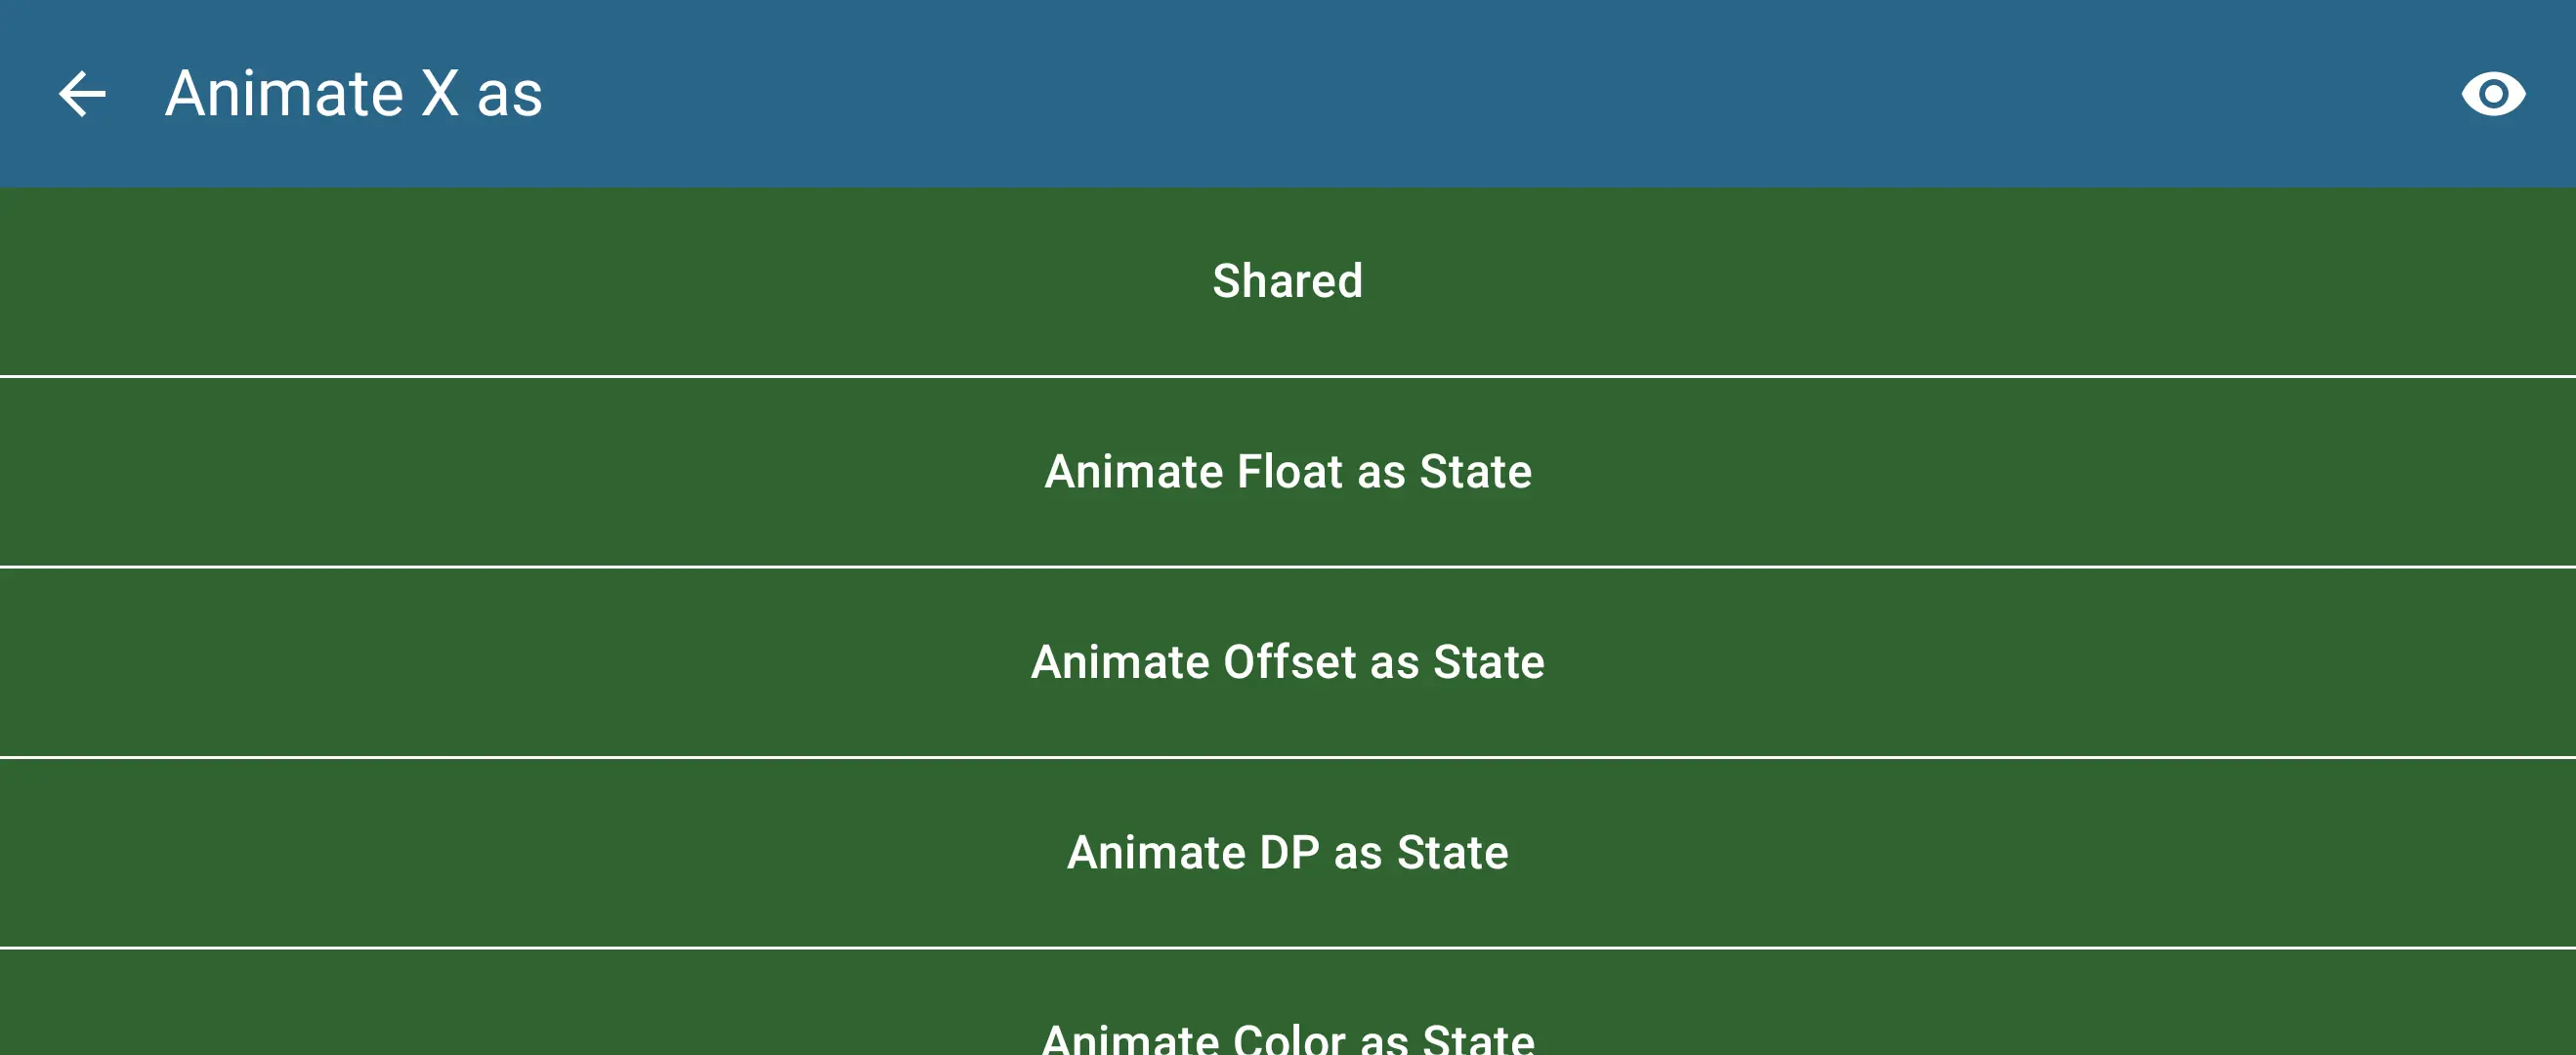 Animate X as
Shared
Animate Float as State
Animate Offset as State
Animate DP as State
Animate Color as State